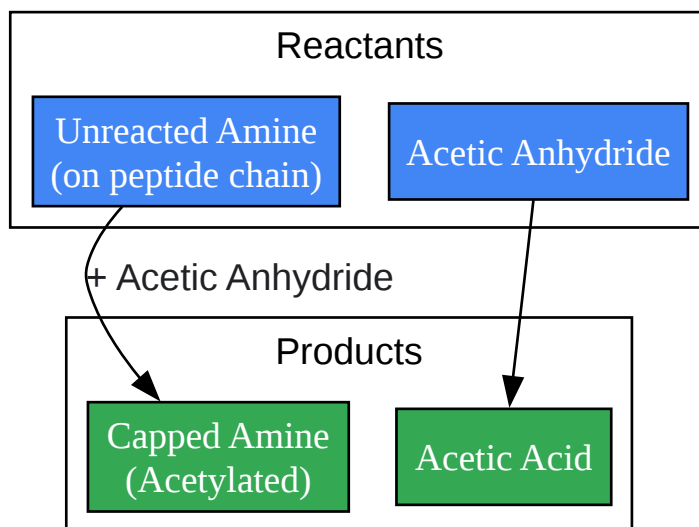 Reactants
Unreacted Amine
(on peptide chain)
Acetic Anhydride
+ Acetic Anhydride
Products
Capped Amine
(Acetylated)
Acetic Acid